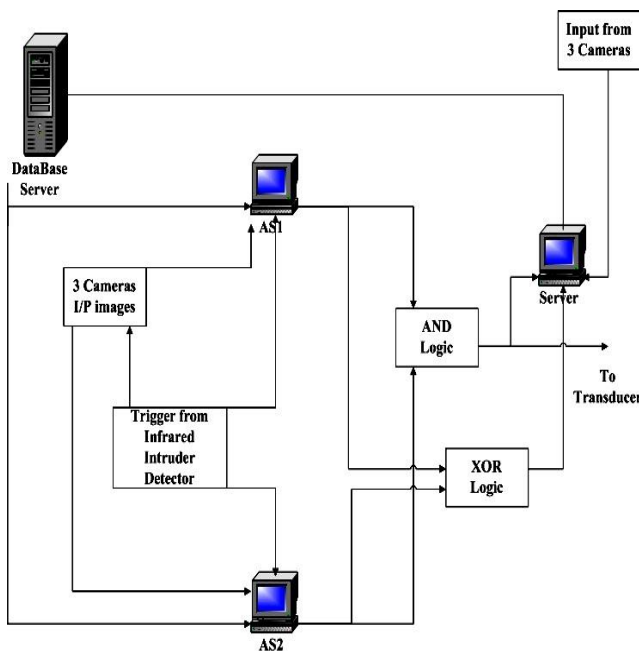 Input from
3 Cameras
DataBase
Server
AS1
3 Cameras
I/P images
Server
AND
Logic
To
Transducer
Trigger from
Infrared
Intruder
Detector
XOR
Logic
AS2